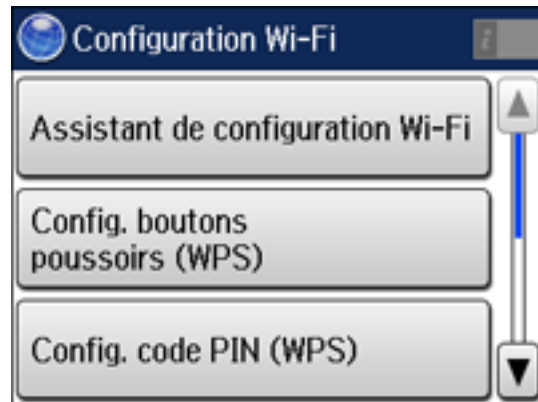 Configuration Wi-Fi
i
Assistant de configuration Wi-Fi
Config. boutons
poussoirs (WPS)
Config. code PIN (WPS)